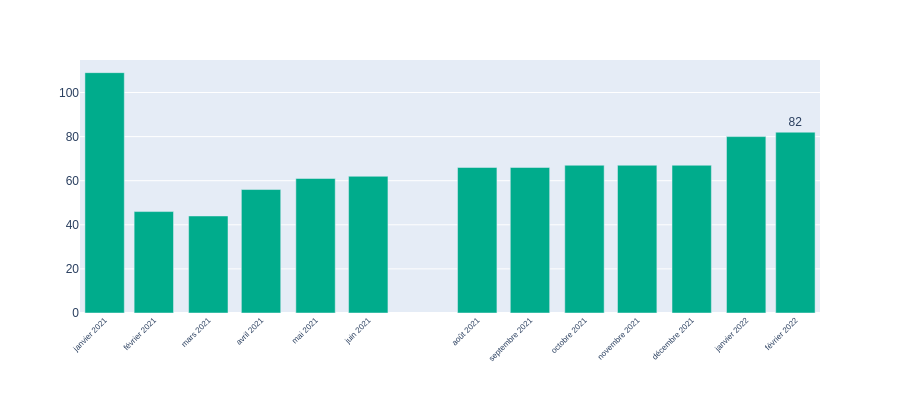 100
80
60
40
20
0
82
janvier 2021
février 2021
mars 2021
avril 2021
mai 2021
juin 2021
août 2021
septembre 2021
octobre 2021
novembre 2021
décembre 2021
janvier 2022
février 2022